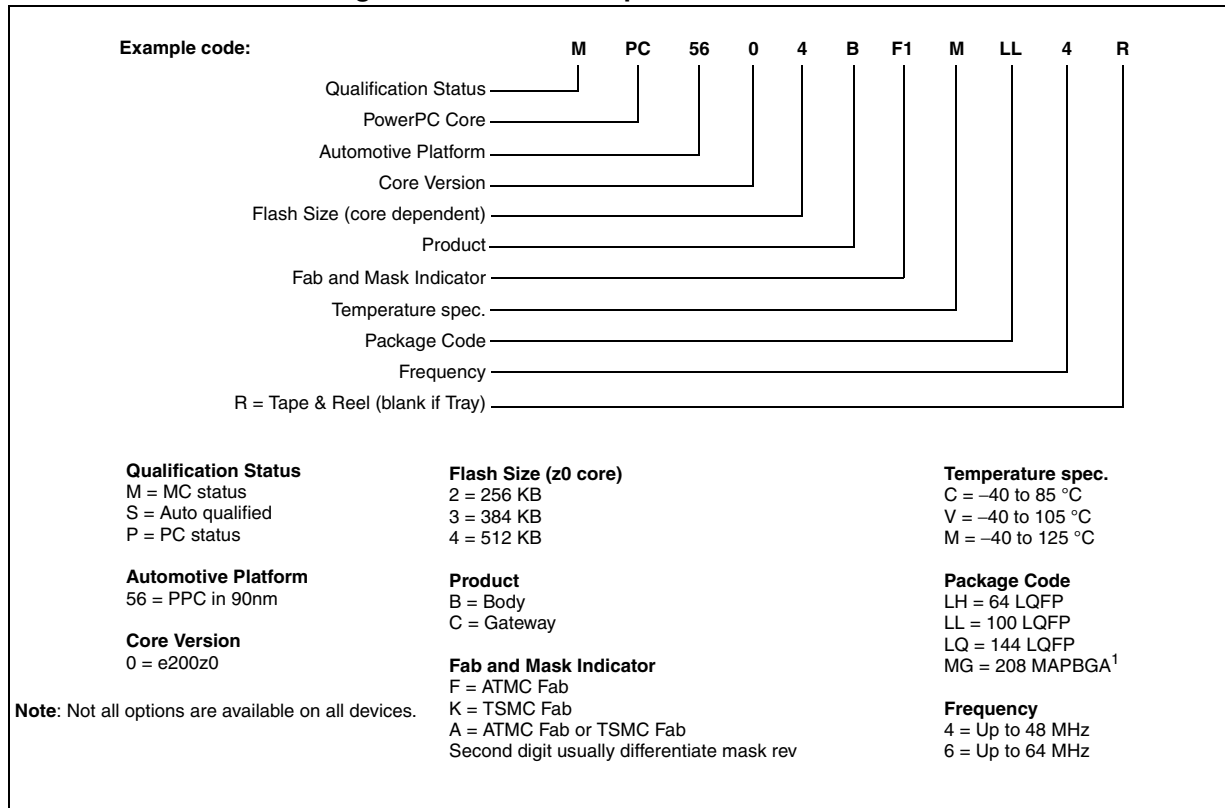 Example code: M PC 56 0 4 B F1 M LL 4 R
Qualification Status
PowerPC Core
Automotive Platform
Core Version
Flash Size (core dependent)
Product
Fab and Mask Indicator
Temperature spec.
Package Code
Frequency
R = Tape & Reel (blank if Tray)
Qualification Status
M = MC status
S = Auto qualified
P = PC status
Automotive Platform
56 = PPC in 90nm
Core Version
0 = e200z0
Note: Not all options are available on all devices.
Flash Size (z0 core)
2 = 256 KB
3 = 384 KB
4 = 512 KB
Product
B = Body
C = Gateway
Fab and Mask Indicator
F = ATMC Fab
K = TSMC Fab
A = ATMC Fab or TSMC Fab
Second digit usually differentiate mask rev
Temperature spec.
C = –40 to 85 °C
V = –40 to 105 °C
M = –40 to 125 °C
Package Code
LH = 64 LQFP
LL = 100 LQFP
LQ = 144 LQFP
MG = 208 MAPBGA1
Frequency
4 = Up to 48 MHz
6 = Up to 64 MHz